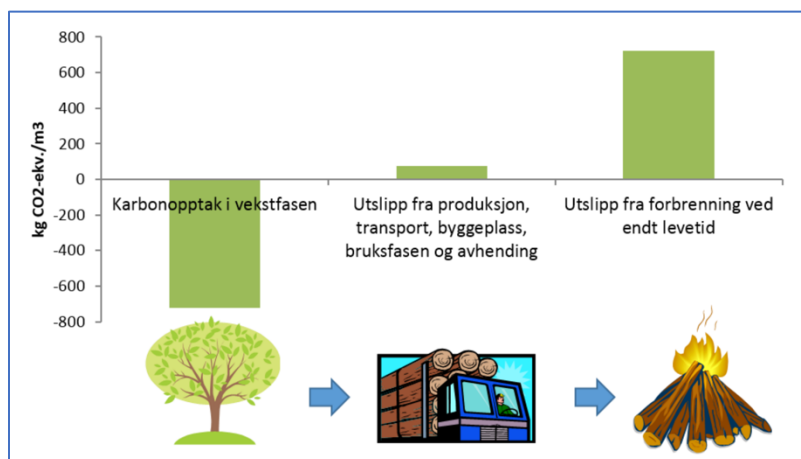 800
600
400
200
0
-200
-400
-600
-800
kg CO2-ekv./m3
Karbonopptak i vekstfasen
Utslipp fra produksjon,
transport, byggeplass,
bruksfasen og avhending
Utslipp fra forbrenning ved
endt levetid